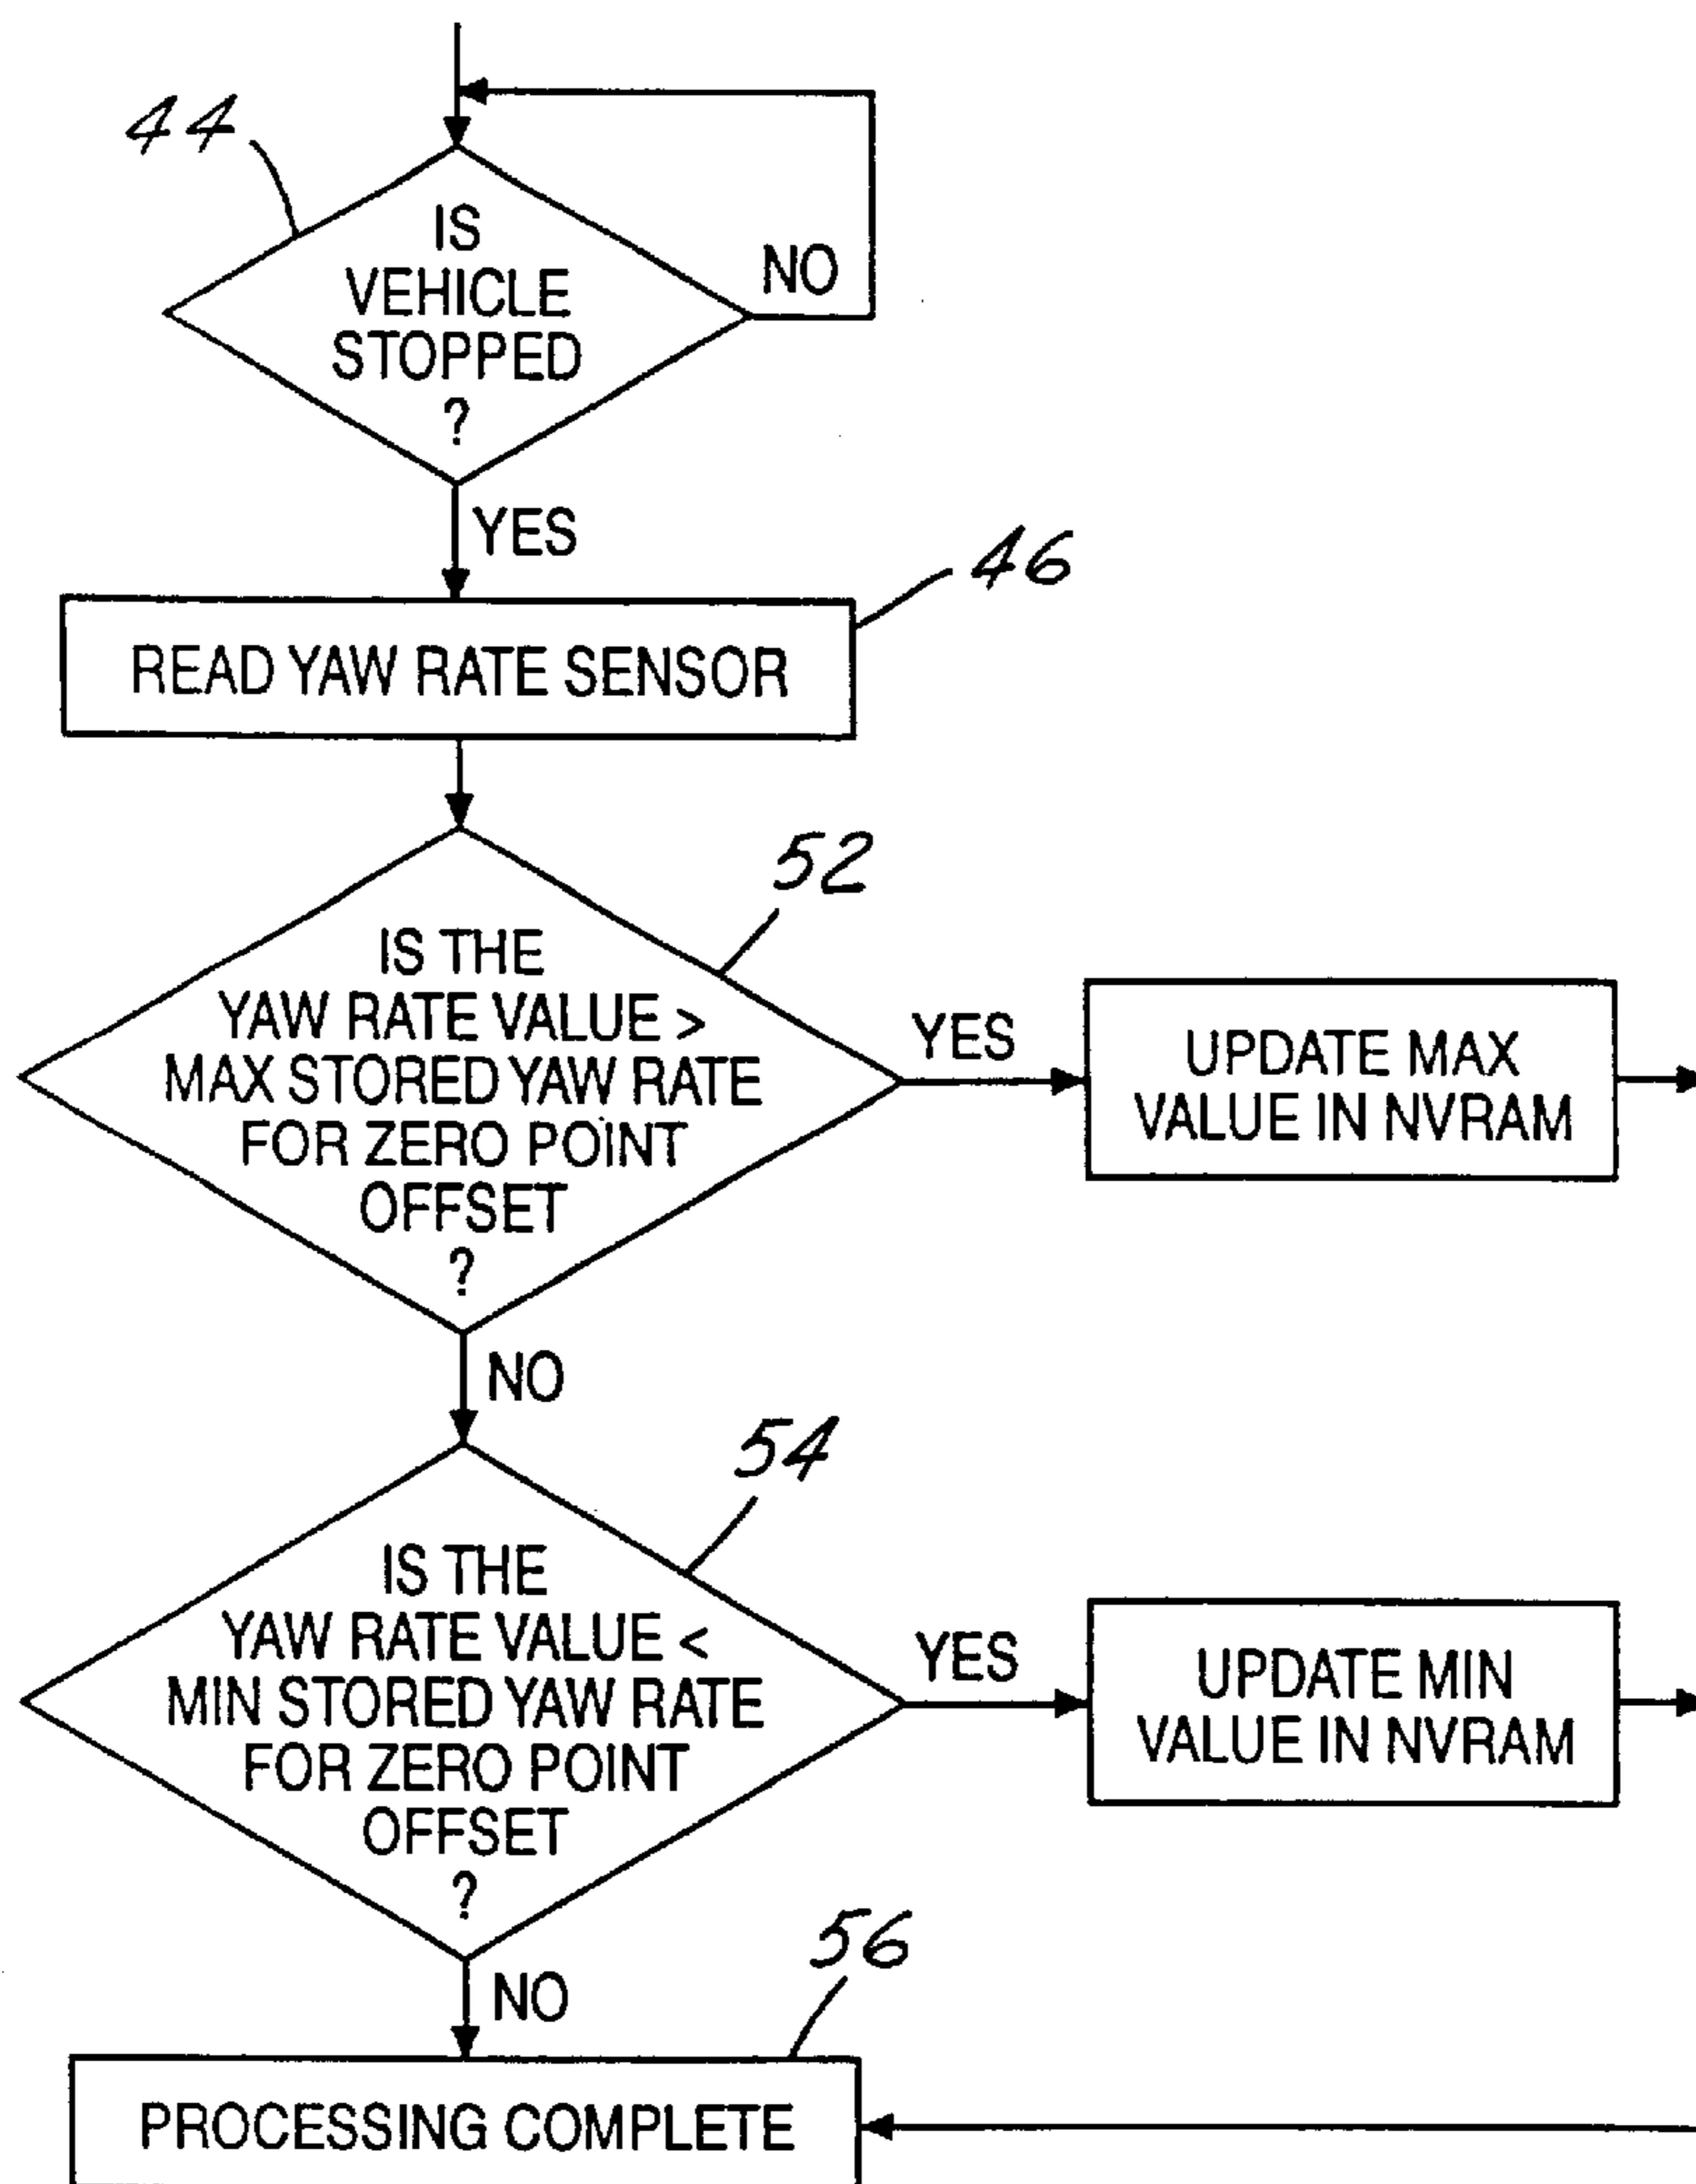 44
IS
VEHICLE
STOPPED
?
NO
YES
46
READ YAW RATE SENSOR
52
IS THE
YAW RATE VALUE >
MAX STORED YAW RATE
FOR ZERO POINT
OFFSET
?
YES
UPDATE MAX
VALUE IN NVRAM
NO
54
IS THE
YAW RATE VALUE <
MIN STORED YAW RATE
FOR ZERO POINT
OFFSET
?
YES
UPDATE MIN
VALUE IN NVRAM
NO
56
PROCESSING COMPLETE